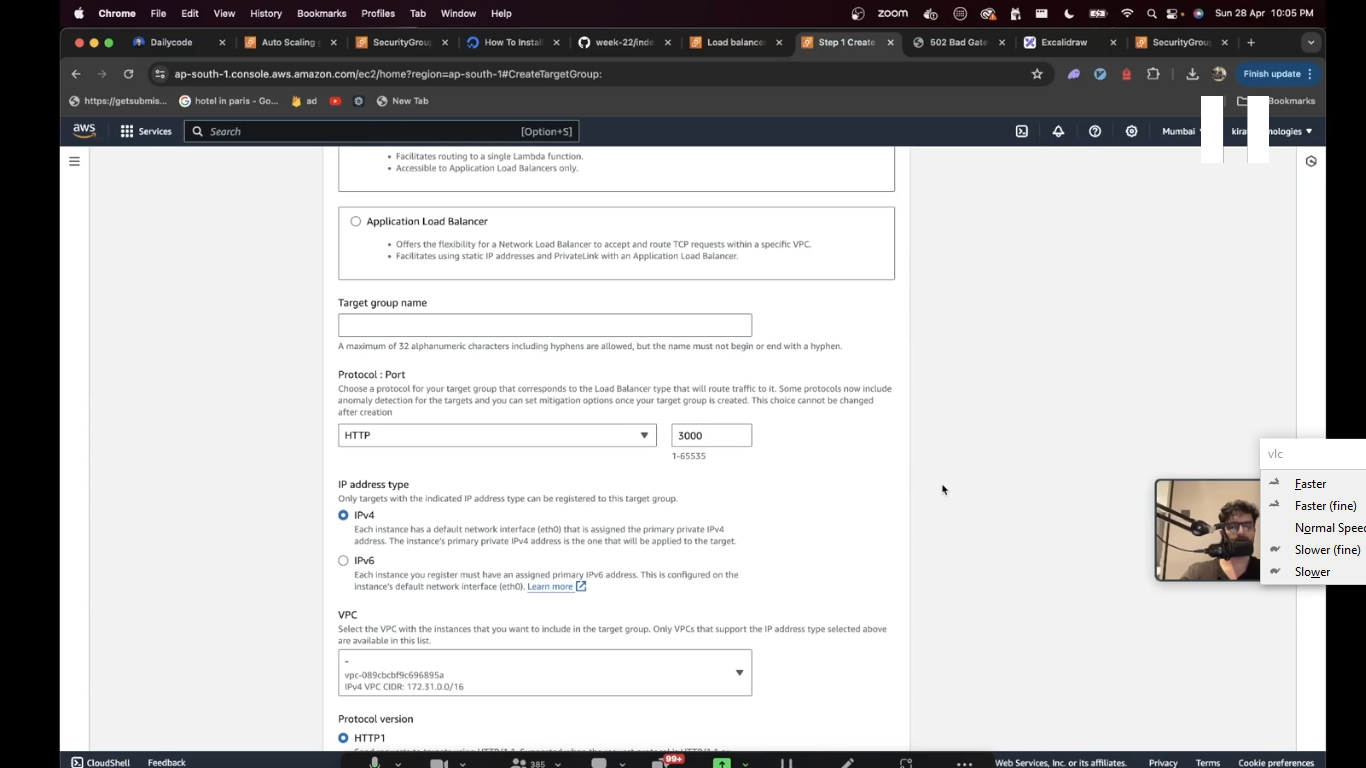 Chrome File Edit View History Bookmarks Profiles Tab Window Help zoom Sun 28 Apr 10:05 PM
Dailycode Auto Scaling g SecurityGrou How To Install week-22/inde Load balance Step 1 Create 502 Bad Gate Excalidraw SecurityGrou
ap-south-1.console.aws.amazon.com/ec2/home?region=ap-south-1#CreateTargetGroup: Finish update
https://getsubmis... hotel in paris - Go... ad New Tab Bookmarks
aws Services Search [Option+S] Mumbai kira nologies
Facilitates routing to a single Lambda function.
Accessible to Application Load Balancers only.
Application Load Balancer
Offers the flexibility for a Network Load Balancer to accept and route TCP requests within a specific VPC.
Facilitates using static IP addresses and PrivateLink with an Application Load Balancer.
Target group name
A maximum of 32 alphanumeric characters including hyphens are allowed, but the name must not begin or end with a hyphen.
Protocol : Port
Choose a protocol for your target group that corresponds to the Load Balancer type that will route traffic to it. Some protocols now include
anomaly detection for the targets and you can set mitigation options once your target group is created. This choice cannot be changed
after creation
HTTP 3000
1-65535
IP address type
Only targets with the indicated IP address type can be registered to this target group.
IPv4
Each instance has a default network interface (eth0) that is assigned the primary private IPv4
address. The instance's primary private IPv4 address is the one that will be applied to the target.
IPv6
Each instance you register must have an assigned primary IPv6 address. This is configured on the
instance's default network interface (eth0). Learn more
VPC
Select the VPC with the instances that you want to include in the target group. Only VPCs that support the IP address type selected above
are available in this list.
-
vpc-089cbcbf9c696895a
IPv4 VPC CIDR: 172.31.0.0/16
Protocol version
HTTP1
vlc
Faster
Faster (fine)
Normal Speed
Slower (fine)
Slower
CloudShell Feedback 385 99+ Web Services, Inc. or its affiliates. Privacy Terms Cookie preferences